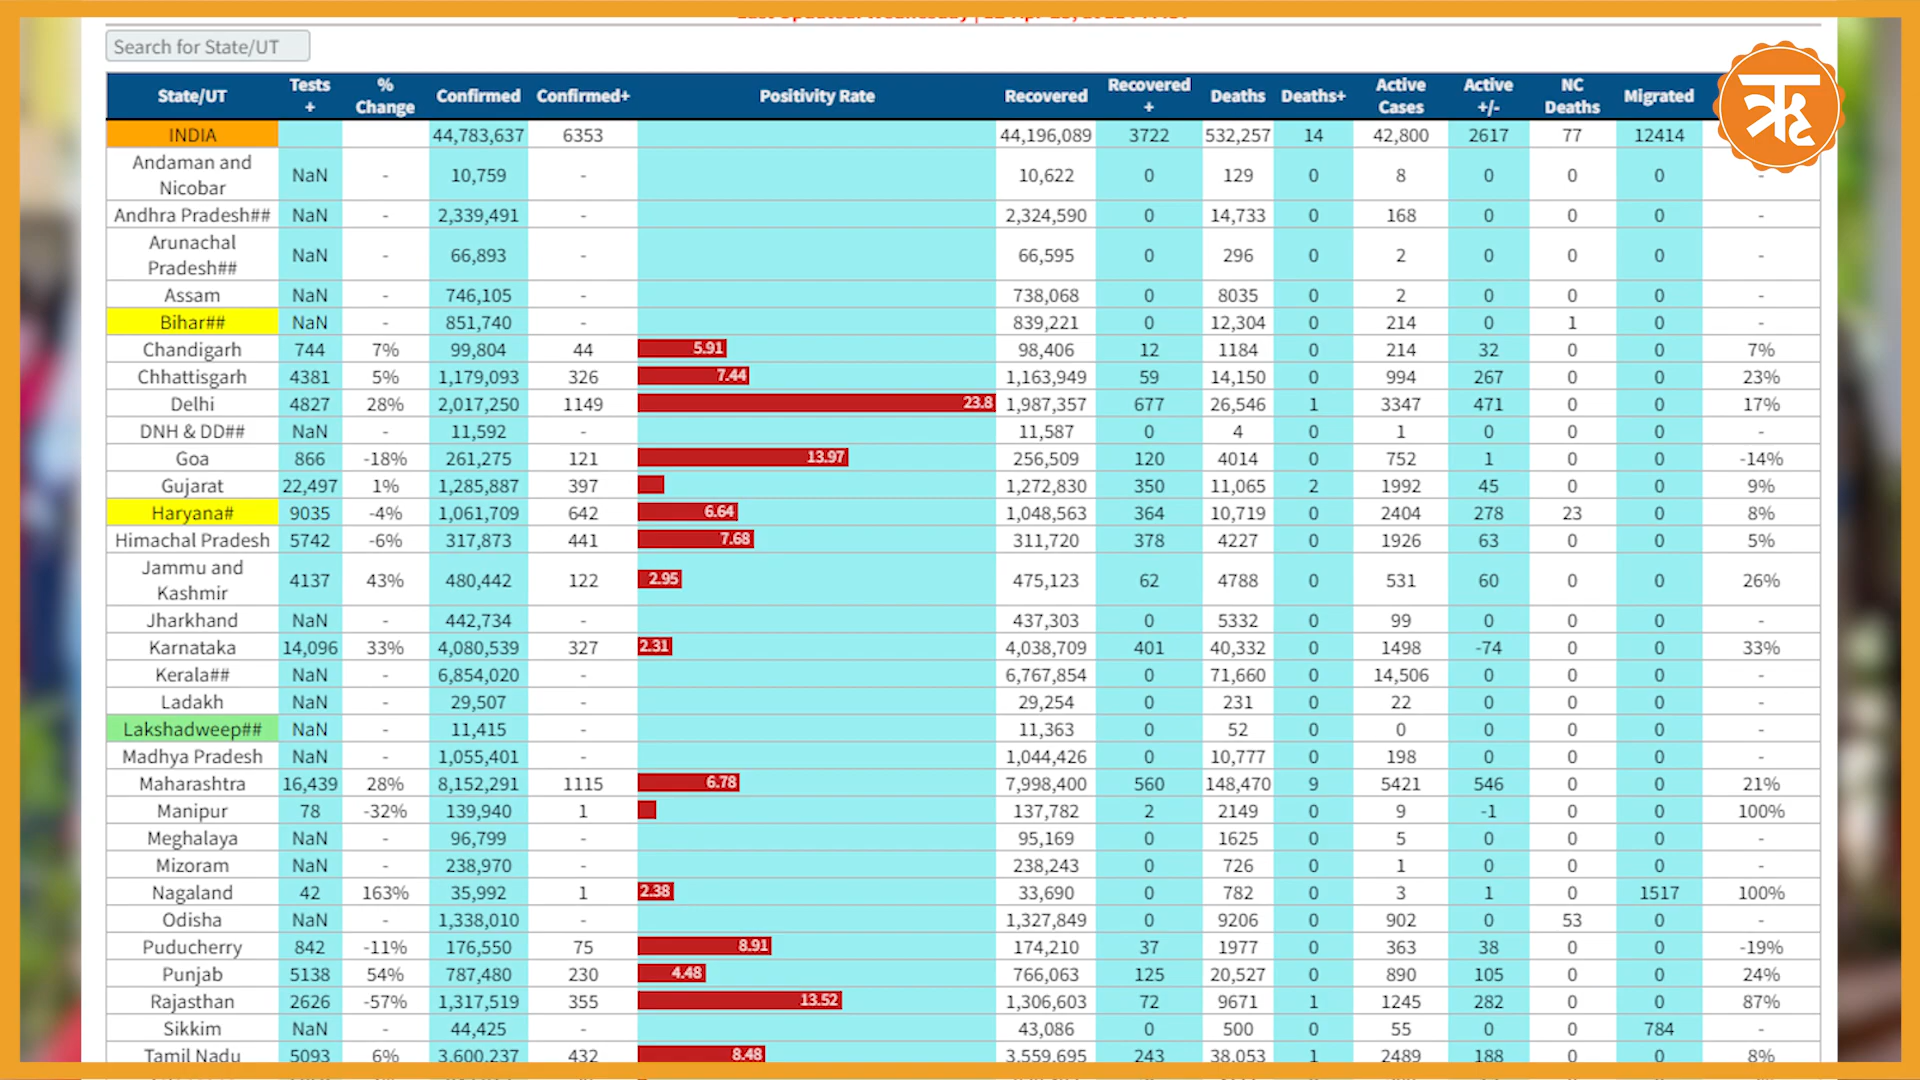 Search for State/UT
State/UT Tests + % Change Confirmed Confirmed+ Positivity Rate Recovered Recovered + Deaths Deaths+ Active Cases Active +/- NC Deaths Migrated
ऋ
INDIA 44,783,637 6353 44,196,089 3722 532,257 14 42,800 2617 77 12414
Andaman and Nicobar NaN - 10,759 - 10,622 0 129 0 8 0 0 0 -
Andhra Pradesh## NaN - 2,339,491 - 2,324,590 0 14,733 0 168 0 0 0 -
Arunachal Pradesh## NaN - 66,893 - 66,595 0 296 0 2 0 0 0 -
Assam NaN - 746,105 - 738,068 0 8035 0 2 0 0 0 -
Bihar## NaN - 851,740 - 839,221 0 12,304 0 214 0 1 0 -
Chandigarh 744 7% 99,804 44 5.91 98,406 12 1184 0 214 32 0 0 7%
Chhattisgarh 4381 5% 1,179,093 326 7.44 1,163,949 59 14,150 0 994 267 0 0 23%
Delhi 4827 28% 2,017,250 1149 23.8 1,987,357 677 26,546 1 3347 471 0 0 17%
DNH & DD## NaN - 11,592 - 11,587 0 4 0 1 0 0 0 -
Goa 866 -18% 261,275 121 13.97 256,509 120 4014 0 752 1 0 0 -14%
Gujarat 22,497 1% 1,285,887 397 1,272,830 350 11,065 2 1992 45 0 0 9%
Haryana# 9035 -4% 1,061,709 642 6.64 1,048,563 364 10,719 0 2404 278 23 0 8%
Himachal Pradesh 5742 -6% 317,873 441 7.68 311,720 378 4227 0 1926 63 0 0 5%
Jammu and Kashmir 4137 43% 480,442 122 2.95 475,123 62 4788 0 531 60 0 0 26%
Jharkhand NaN - 442,734 - 437,303 0 5332 0 99 0 0 0 -
Karnataka 14,096 33% 4,080,539 327 2.31 4,038,709 401 40,332 0 1498 -74 0 0 33%
Kerala## NaN - 6,854,020 - 6,767,854 0 71,660 0 14,506 0 0 0 -
Ladakh NaN - 29,507 - 29,254 0 231 0 22 0 0 0 -
Lakshadweep## NaN - 11,415 - 11,363 0 52 0 0 0 0 0 -
Madhya Pradesh NaN - 1,055,401 - 1,044,426 0 10,777 0 198 0 0 0 -
Maharashtra 16,439 28% 8,152,291 1115 6.78 7,998,400 560 148,470 9 5421 546 0 0 21%
Manipur 78 -32% 139,940 1 137,782 2 2149 0 9 -1 0 0 100%
Meghalaya NaN - 96,799 - 95,169 0 1625 0 5 0 0 0 -
Mizoram NaN - 238,970 - 238,243 0 726 0 1 0 0 0 -
Nagaland 42 163% 35,992 1 2.38 33,690 0 782 0 3 1 0 1517 100%
Odisha NaN - 1,338,010 - 1,327,849 0 9206 0 902 0 53 0 -
Puducherry 842 -11% 176,550 75 8.91 174,210 37 1977 0 363 38 0 0 -19%
Punjab 5138 54% 787,480 230 4.48 766,063 125 20,527 0 890 105 0 0 24%
Rajasthan 2626 -57% 1,317,519 355 13.52 1,306,603 72 9671 1 1245 282 0 0 87%
Sikkim NaN - 44,425 - 43,086 0 500 0 55 0 0 784 -
Tamil Nadu 5093 6% 3,600,237 432 8.48 3,559,695 243 38,053 1 2489 188 0 0 8%